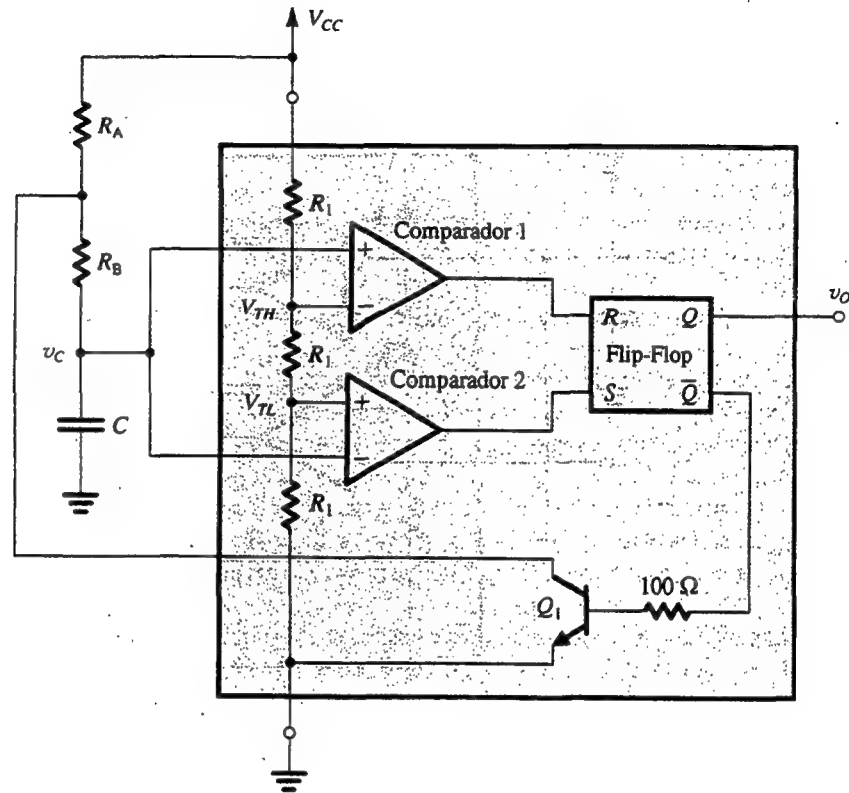 V_CC
R_A
R_1
Comparador 1
+
R_B
−
V_TH
R Q
v_O
Flip-Flop
v_C
R_1
Comparador 2
S Q̅
V_TL
+
C
−
R_1
100 Ω
Q_1